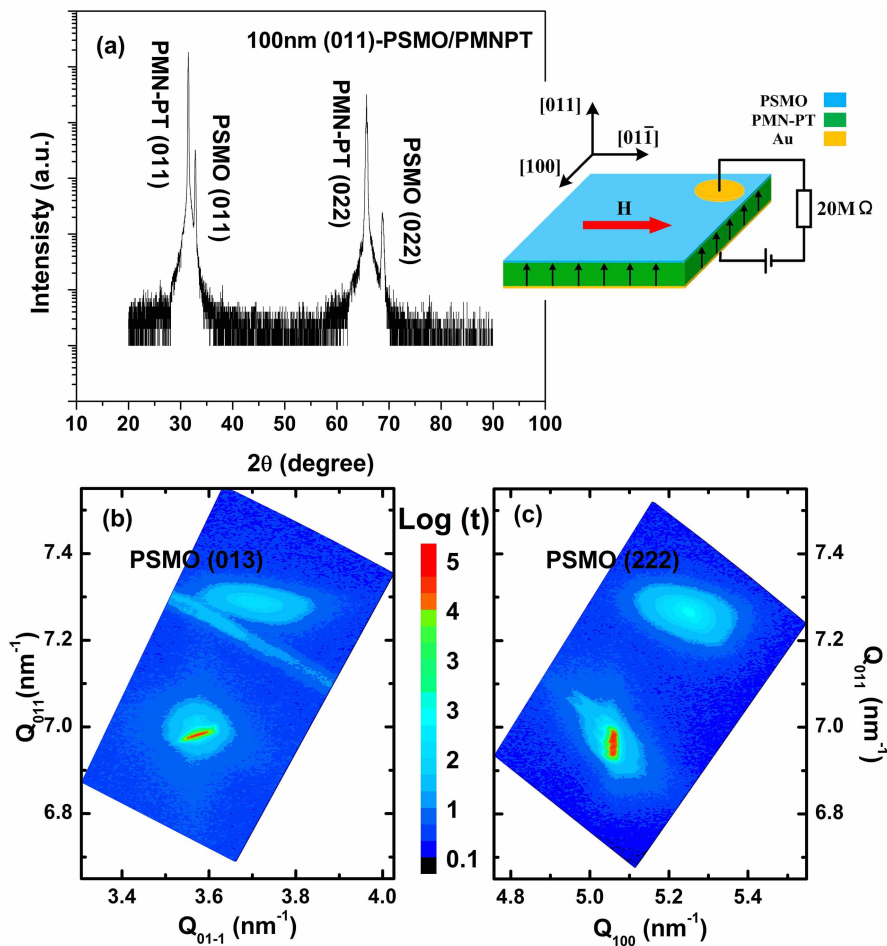 (a)
100nm (011)-PSMO/PMNPT
PMN-PT (011)
PSMO (011)
PMN-PT (022)
PSMO (022)
Intensisty (a.u.)
10 20 30 40 50 60 70 80 90 100
2θ (degree)
[011]
[011̄]
[100]
PSMO
PMN-PT
Au
H
20M Ω
(b)
PSMO (013)
7.4
7.2
7.0
6.8
Q011(nm-1)
3.4 3.6 3.8 4.0
Q01-1 (nm-1)
Log (t)
5
4
3
3
2
1
0.1
(c)
PSMO (222)
7.4
7.2
7.0
6.8
Q011 (nm-1)
4.8 5.0 5.2 5.4
Q100 (nm-1)